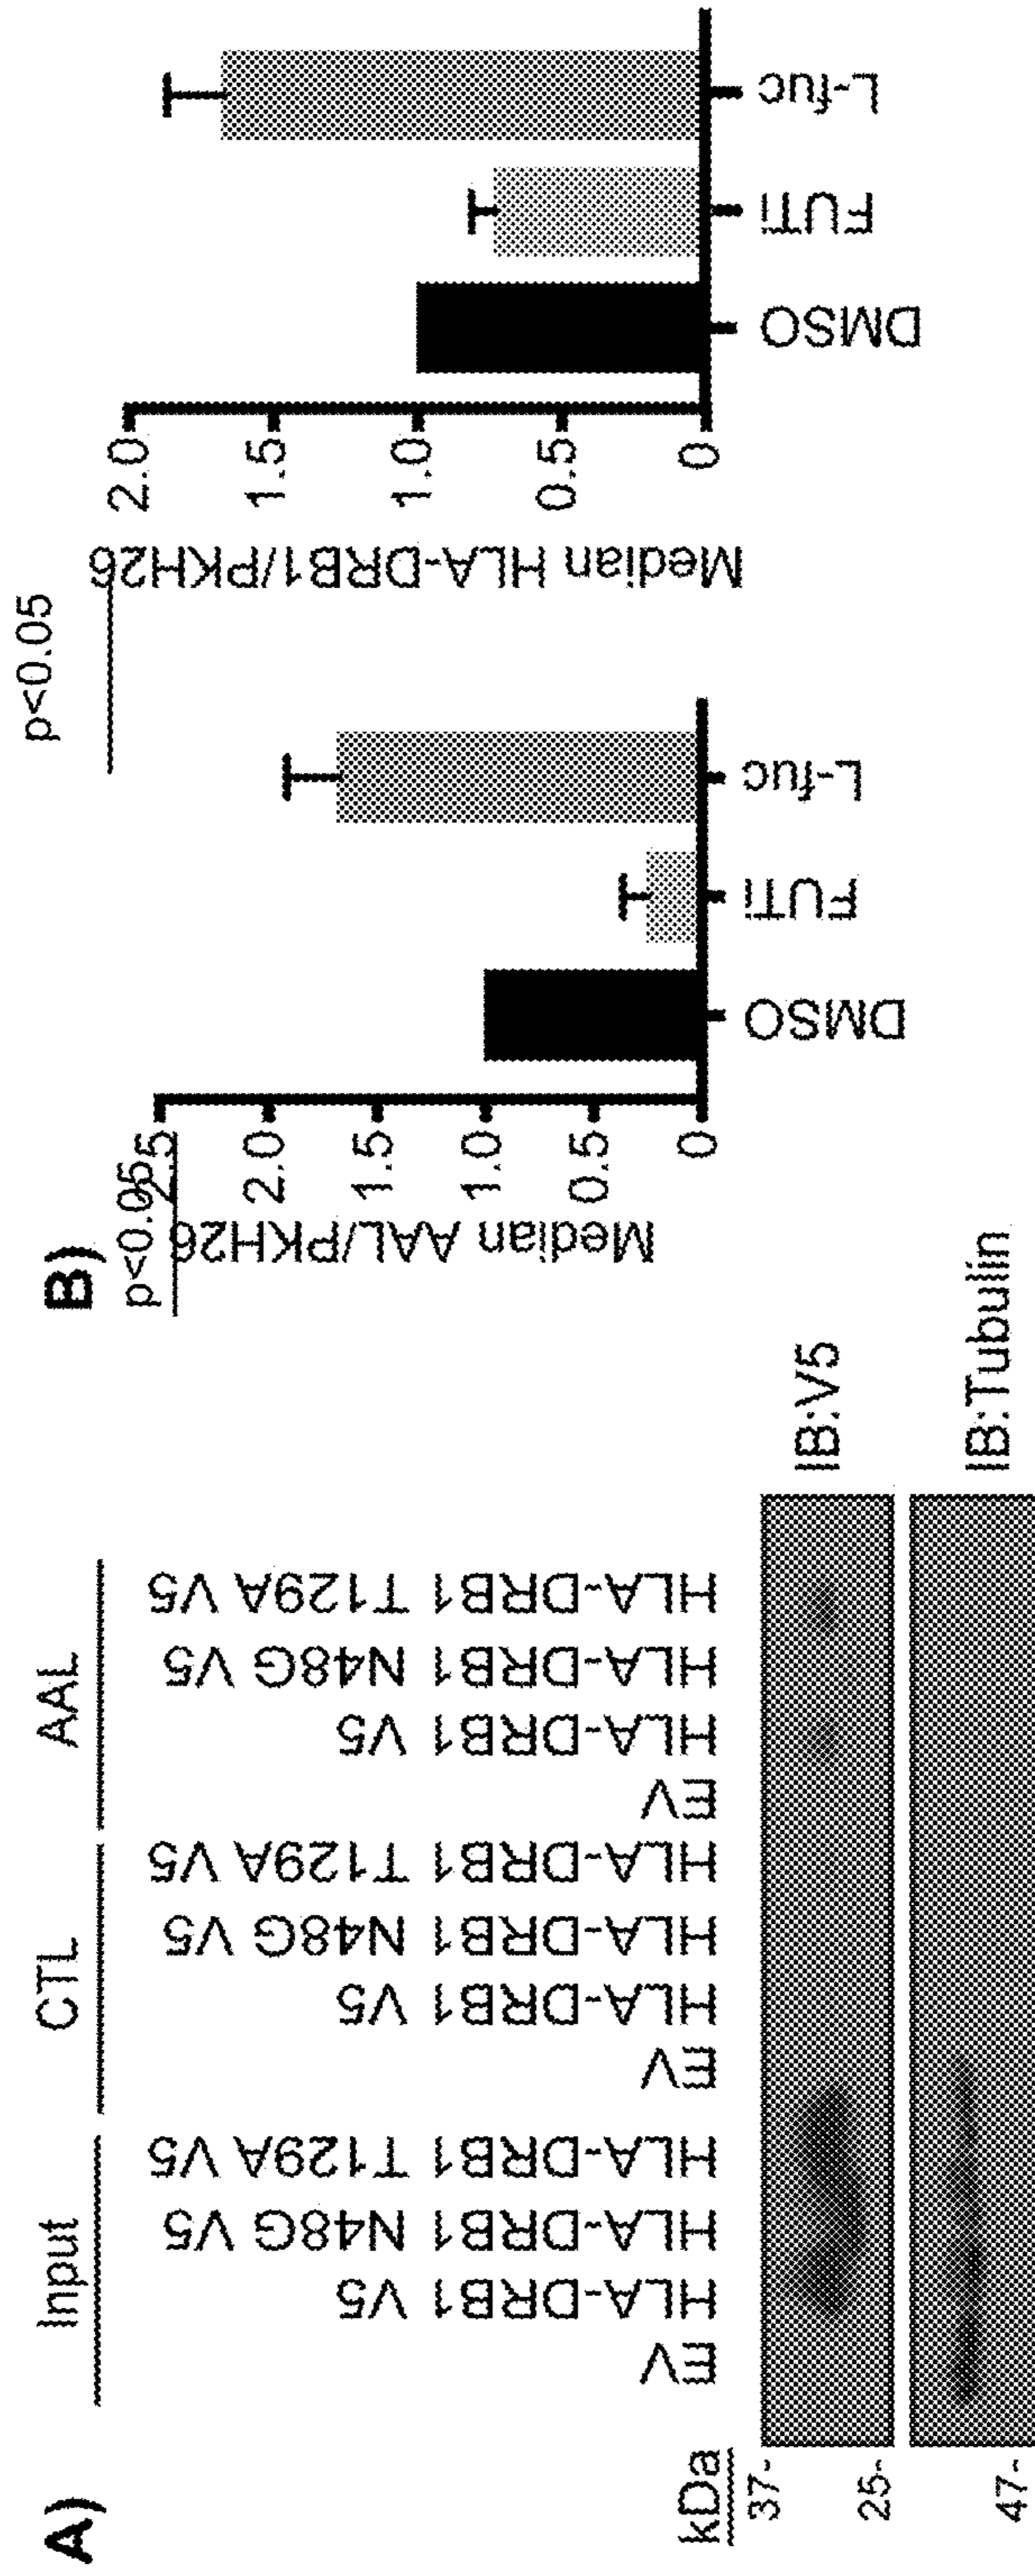 A)
Input
CTL
AAL
EV
HLA-DRB1 V5
HLA-DRB1 N48G V5
HLA-DRB1 T129A V5
EV
HLA-DRB1 V5
HLA-DRB1 N48G V5
HLA-DRB1 T129A V5
EV
HLA-DRB1 V5
HLA-DRB1 N48G V5
HLA-DRB1 T129A V5
kDa
37-
25-
47-
IB:V5
IB:Tubulin
B)
p<0.05
Median AAL/PKH26
2.5
2.0
1.5
1.0
0.5
0
DMSO
FUTi
L-fuc
p<0.05
Median HLA-DRB1/PKH26
2.0
1.5
1.0
0.5
0
DMSO
FUTi
L-fuc